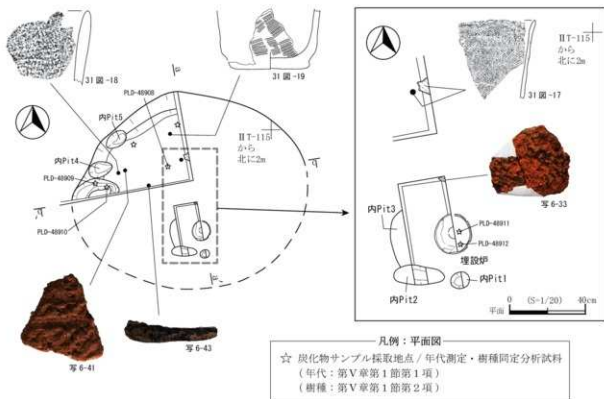 31図-18
31図-19
PLD-48908
内Pit5
ⅡT-115
から
北に2m
内Pit4
PLD-48909
PLD-48910
写6-41
写6-43
ⅡT-115
から
北に2m
31図-17
写6-33
内Pit3
PLD-48911
PLD-48912
埋設炉
内Pit2
内Pit1
0 (S-1/20) 40cm
平面
凡例：平面図
☆ 炭化物サンプル採取地点 / 年代測定・樹種同定分析試料
（年代：第Ⅴ章第1節第1項）
（樹種：第Ⅴ章第1節第2項）